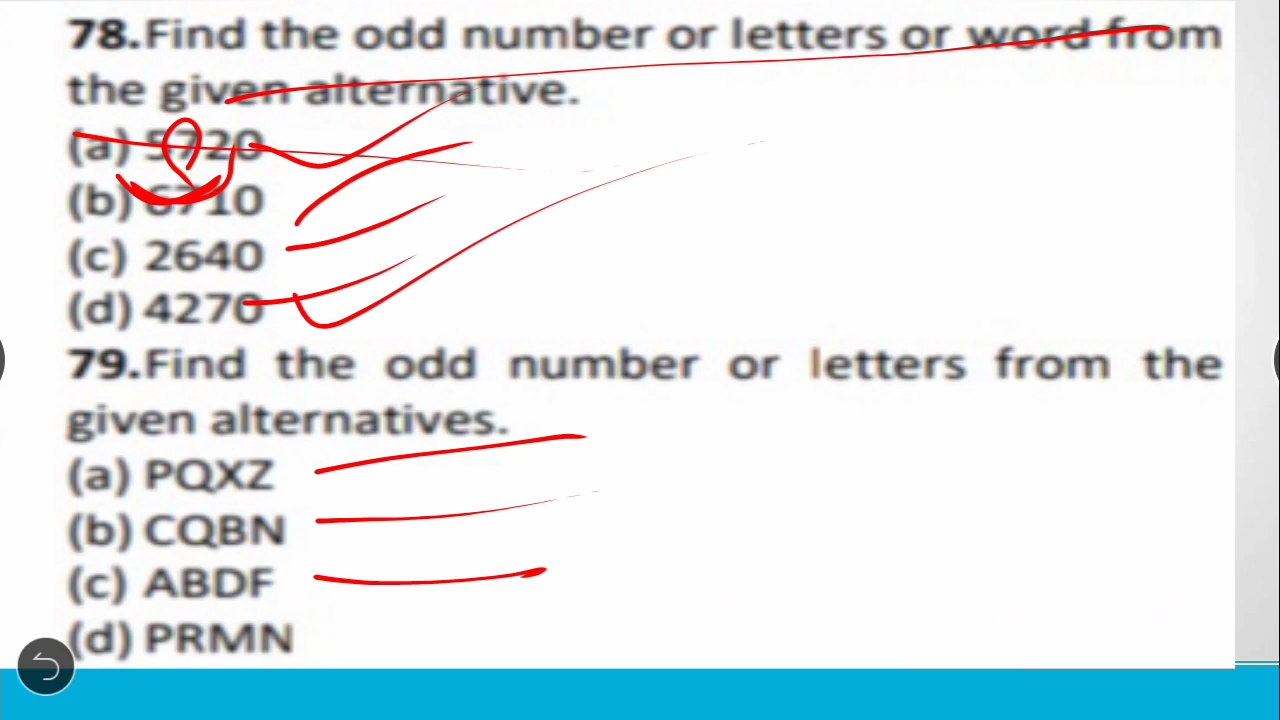 78.Find the odd number or letters or word from
the given alternative.
(a) 5720
(b) 6710
(c) 2640
(d) 4270
79.Find the odd number or letters from the
given alternatives.
(a) PQXZ
(b) CQBN
(c) ABDF
(d) PRMN